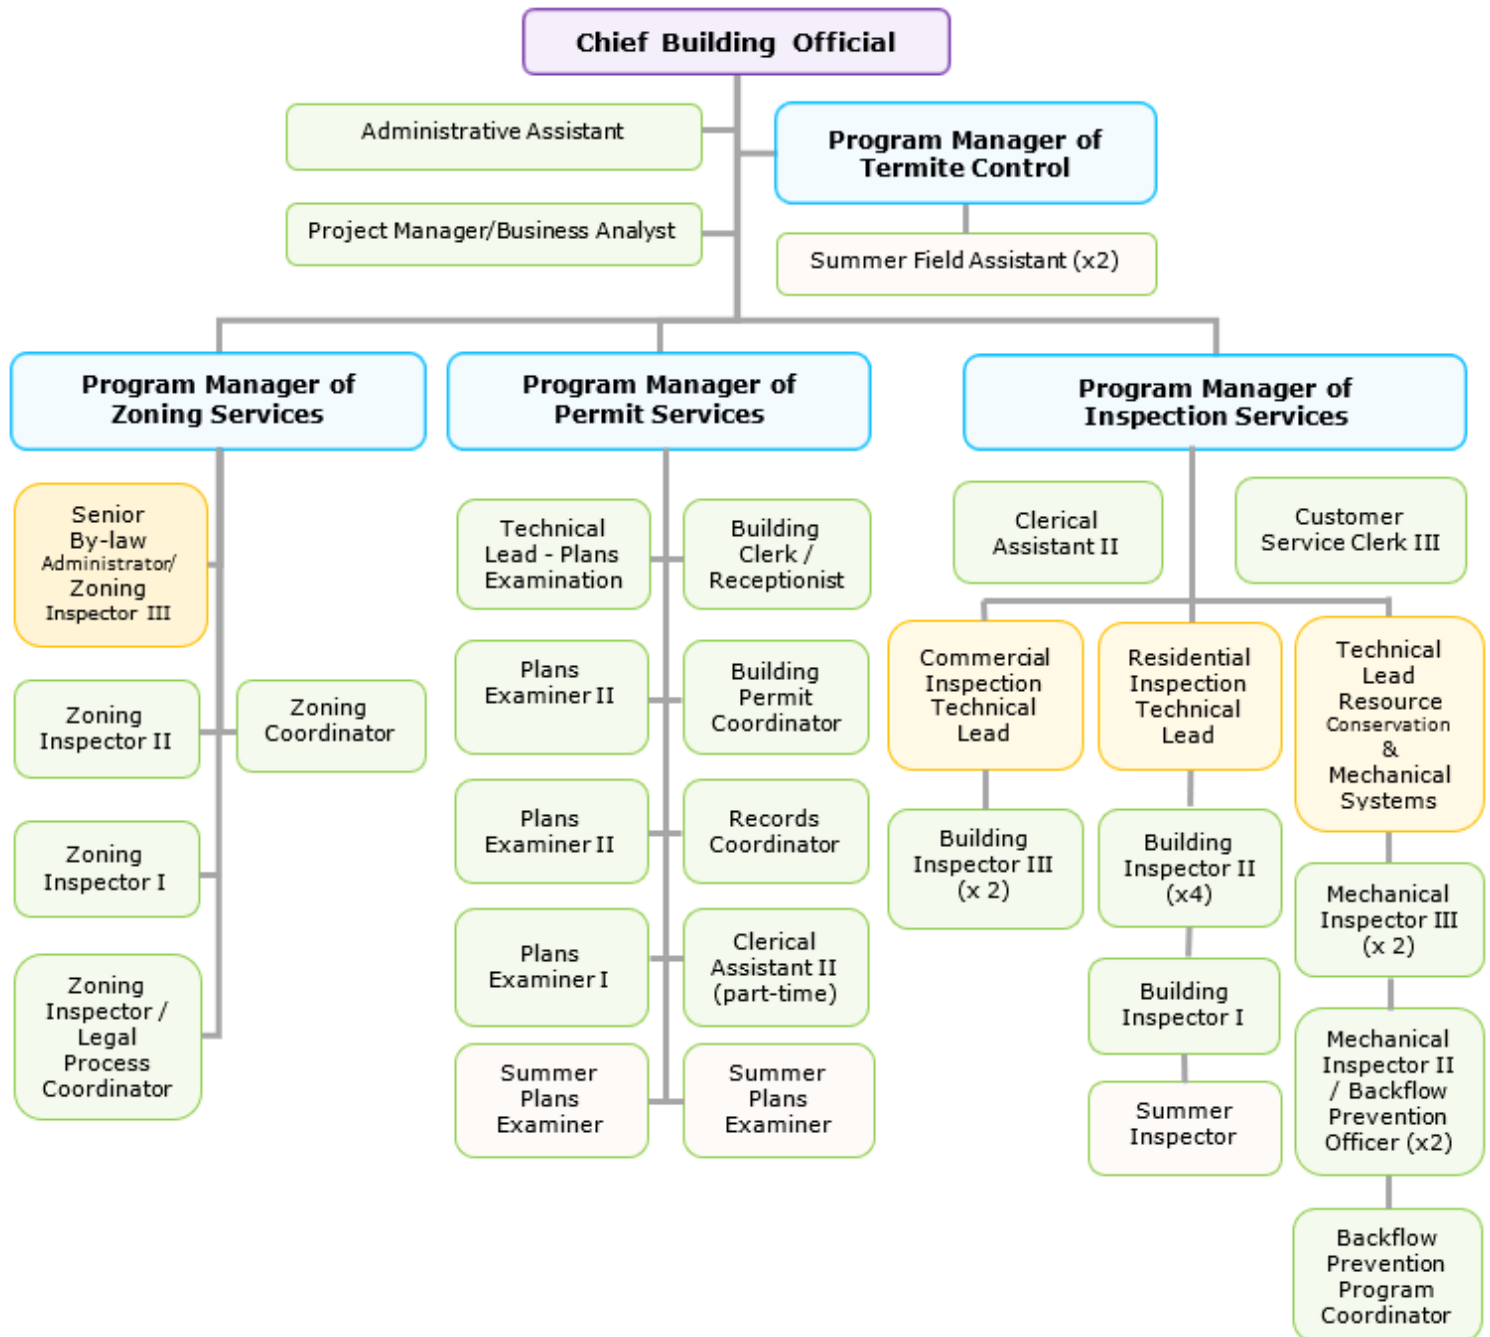 Chief Building Official
Administrative Assistant
Program Manager of
Termite Control
Project Manager/Business Analyst
Summer Field Assistant (x2)
Program Manager of
Zoning Services
Program Manager of
Permit Services
Program Manager of
Inspection Services
Senior
By-law
Administrator/
Zoning
Inspector III
Zoning
Inspector II
Zoning
Coordinator
Zoning
Inspector I
Zoning
Inspector /
Legal
Process
Coordinator
Technical
Lead - Plans
Examination
Building
Clerk /
Receptionist
Plans
Examiner II
Building
Permit
Coordinator
Plans
Examiner II
Records
Coordinator
Plans
Examiner I
Clerical
Assistant II
(part-time)
Summer
Plans
Examiner
Summer
Plans
Examiner
Clerical
Assistant II
Customer
Service Clerk III
Commercial
Inspection
Technical
Lead
Building
Inspector III
(x 2)
Residential
Inspection
Technical
Lead
Building
Inspector II
(x4)
Building
Inspector I
Summer
Inspector
Technical
Lead
Resource
Conservation
&
Mechanical
Systems
Mechanical
Inspector III
(x 2)
Mechanical
Inspector II
/ Backflow
Prevention
Officer (x2)
Backflow
Prevention
Program
Coordinator